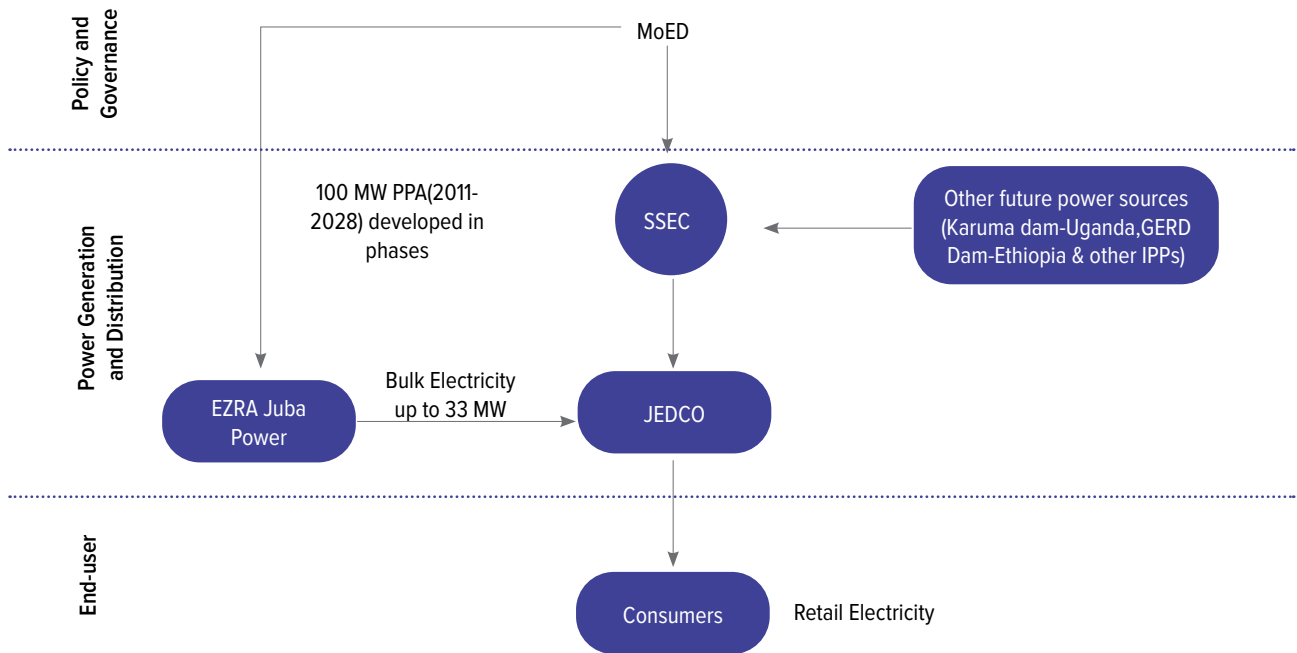 Policy and
Governance
MoED
Power Generation
and Distribution
100 MW PPA(2011-
2028) developed in
phases
SSEC
Other future power sources
(Karuma dam-Uganda,GERD
Dam-Ethiopia & other IPPs)
EZRA Juba
Power
Bulk Electricity
up to 33 MW
JEDCO
End-user
Consumers
Retail Electricity